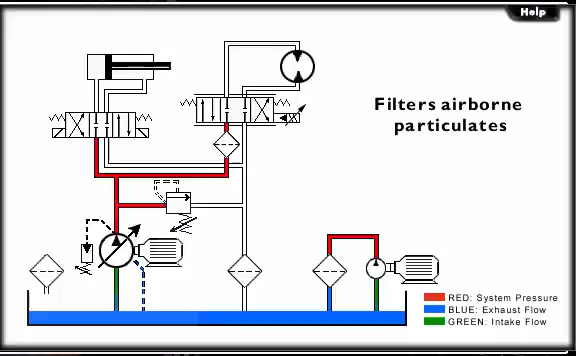 Help
Filters airborne
particulates
RED: System Pressure
BLUE: Exhaust Flow
GREEN: Intake Flow